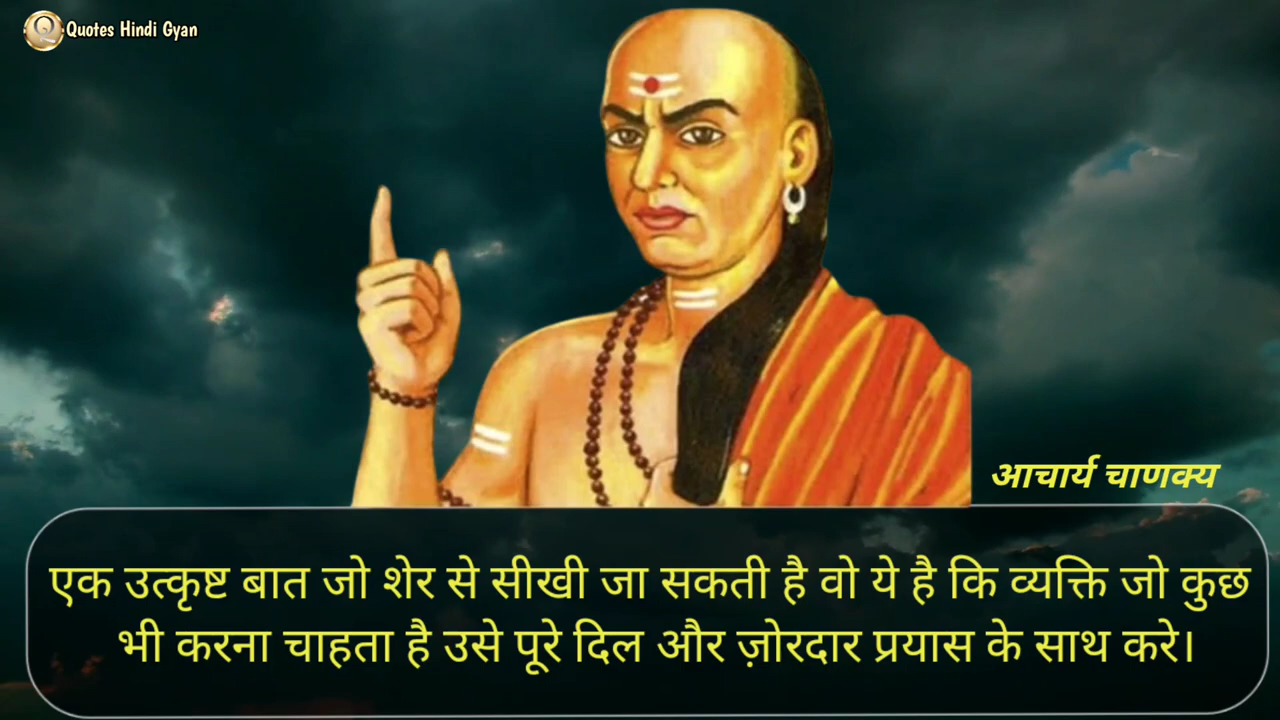 Quotes Hindi Gyan
आचार्य चाणक्य
एक उत्कृष्ट बात जो शेर से सीखी जा सकती है वो ये है कि व्यक्ति जो कुछ
भी करना चाहता है उसे पूरे दिल और ज़ोरदार प्रयास के साथ करे।